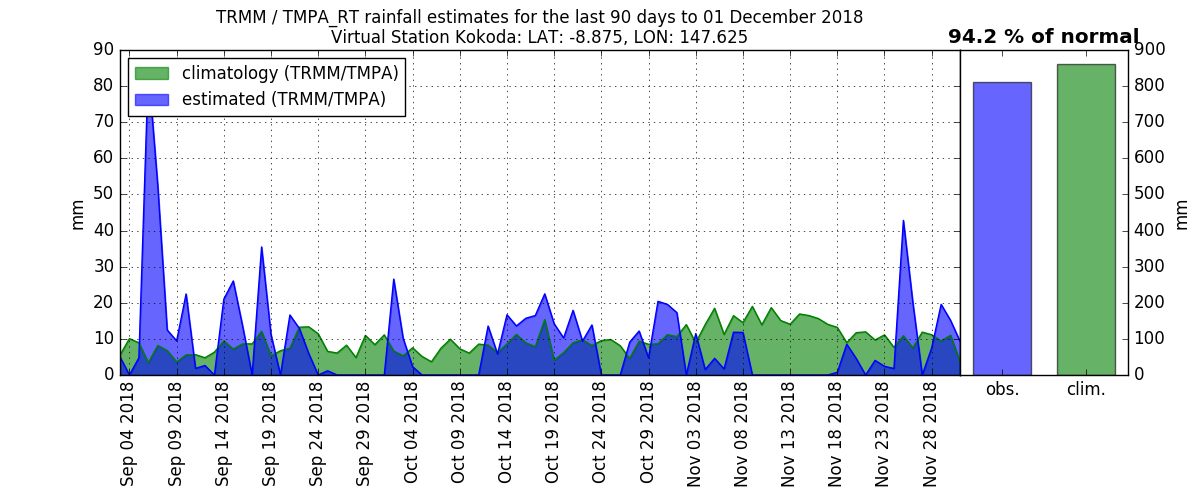 TRMM / TMPA_RT rainfall estimates for the last 90 days to 01 December 2018
Virtual Station Kokoda: LAT: -8.875, LON: 147.625
94.2 % of normal
climatology (TRMM/TMPA)
estimated (TRMM/TMPA)
90
80
70
60
50
40
30
20
10
0
mm
900
800
700
600
500
400
300
200
100
0
mm
obs.
clim.
Sep 04 2018
Sep 09 2018
Sep 14 2018
Sep 19 2018
Sep 24 2018
Sep 29 2018
Oct 04 2018
Oct 09 2018
Oct 14 2018
Oct 19 2018
Oct 24 2018
Oct 29 2018
Nov 03 2018
Nov 08 2018
Nov 13 2018
Nov 18 2018
Nov 23 2018
Nov 28 2018